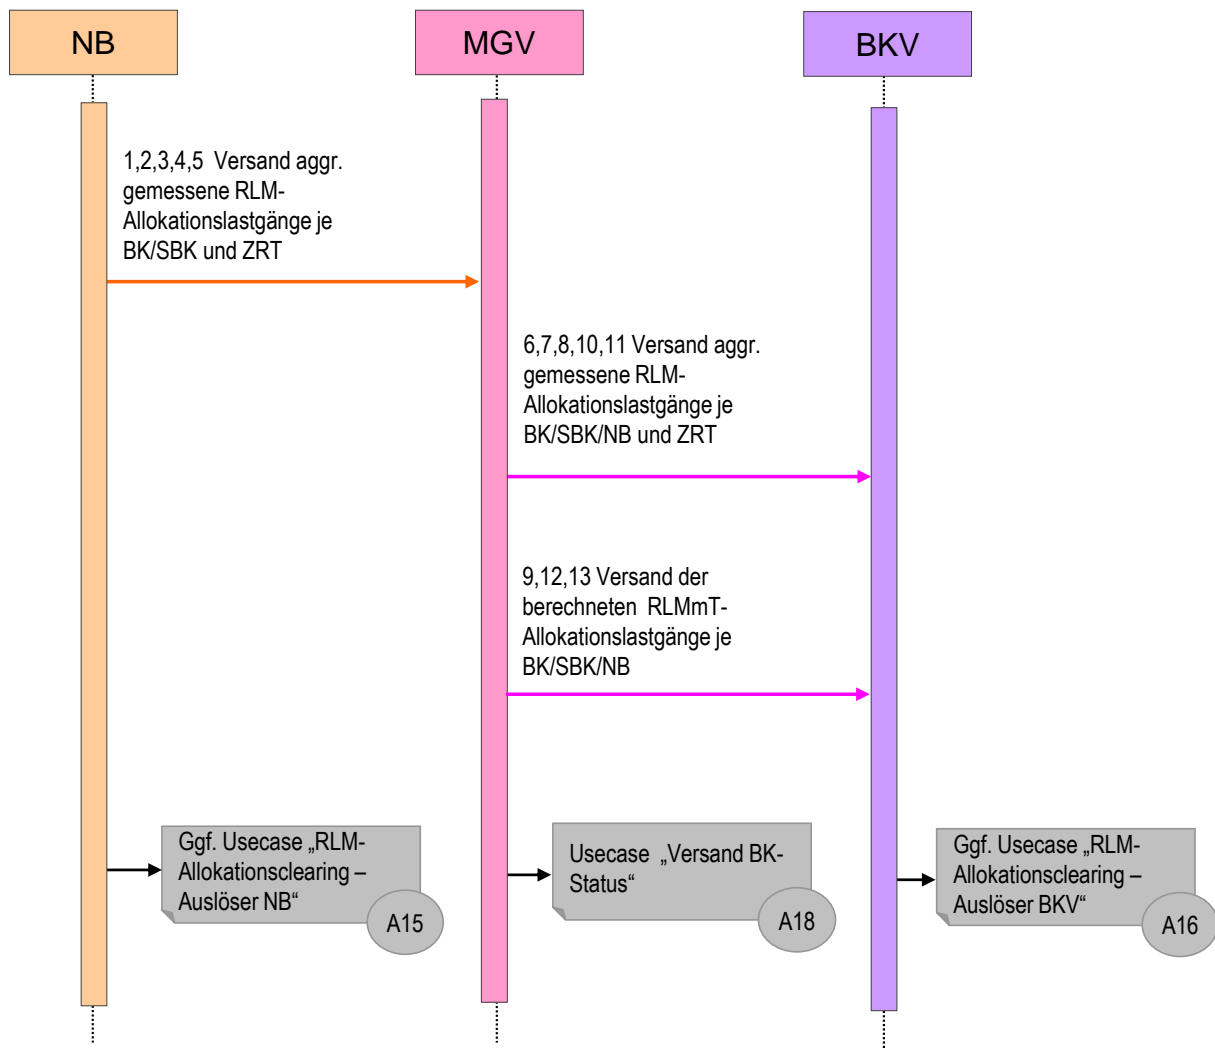 NB
MGV
BKV
1,2,3,4,5 Versand aggr.
gemessene RLM-
Allokationslastgänge je
BK/SBK und ZRT
6,7,8,10,11 Versand aggr.
gemessene RLM-
Allokationslastgänge je
BK/SBK/NB und ZRT
9,12,13 Versand der
berechneten RLMmT-
Allokationslastgänge je
BK/SBK/NB
Ggf. Usecase „RLM-
Allokationsclearing –
Auslöser NB“
A15
Usecase „Versand BK-
Status“
A18
Ggf. Usecase „RLM-
Allokationsclearing –
Auslöser BKV“
A16